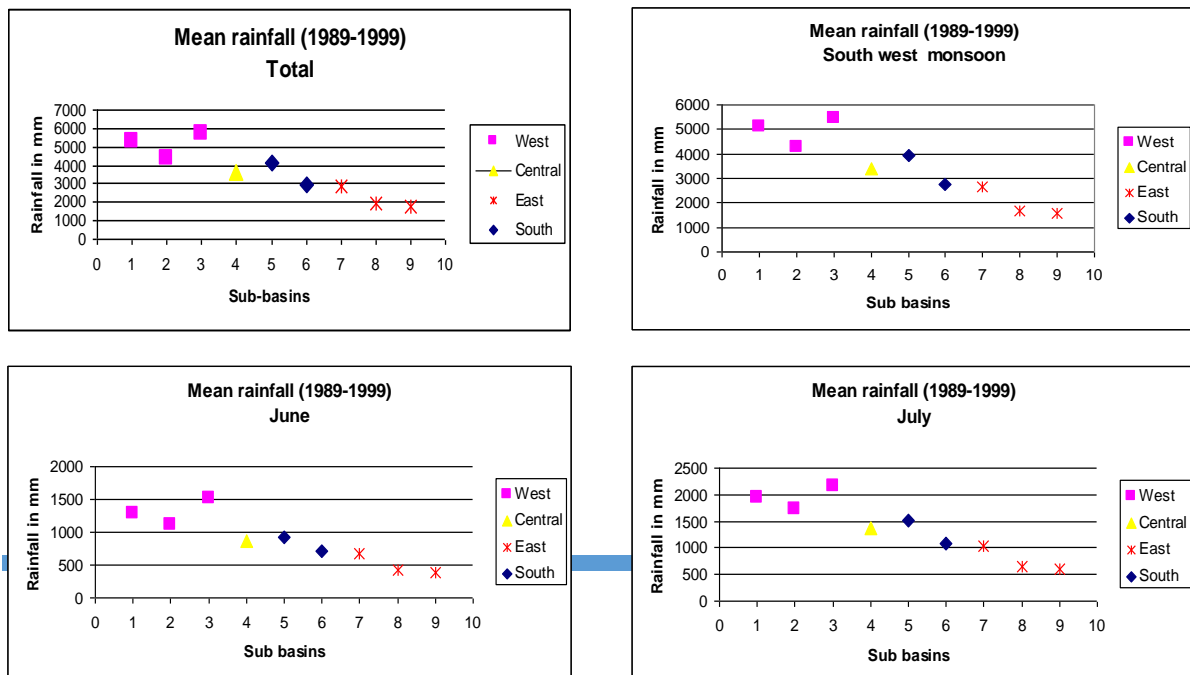 Mean rainfall (1989-1999)
Total
Rainfall in mm
7000
6000
5000
4000
3000
2000
1000
0
0 1 2 3 4 5 6 7 8 9 10
Sub-basins
West
Central
East
South
Mean rainfall (1989-1999)
South west monsoon
Rainfall in mm
6000
5000
4000
3000
2000
1000
0
0 1 2 3 4 5 6 7 8 9 10
Sub basins
West
Central
East
South
Mean rainfall (1989-1999)
June
Rainfall in mm
2000
1500
1000
500
0
0 1 2 3 4 5 6 7 8 9 10
Sub basins
West
Central
East
South
Mean rainfall (1989-1999)
July
Rainfall in mm
2500
2000
1500
1000
500
0
0 1 2 3 4 5 6 7 8 9 10
Sub basins
West
Central
East
South